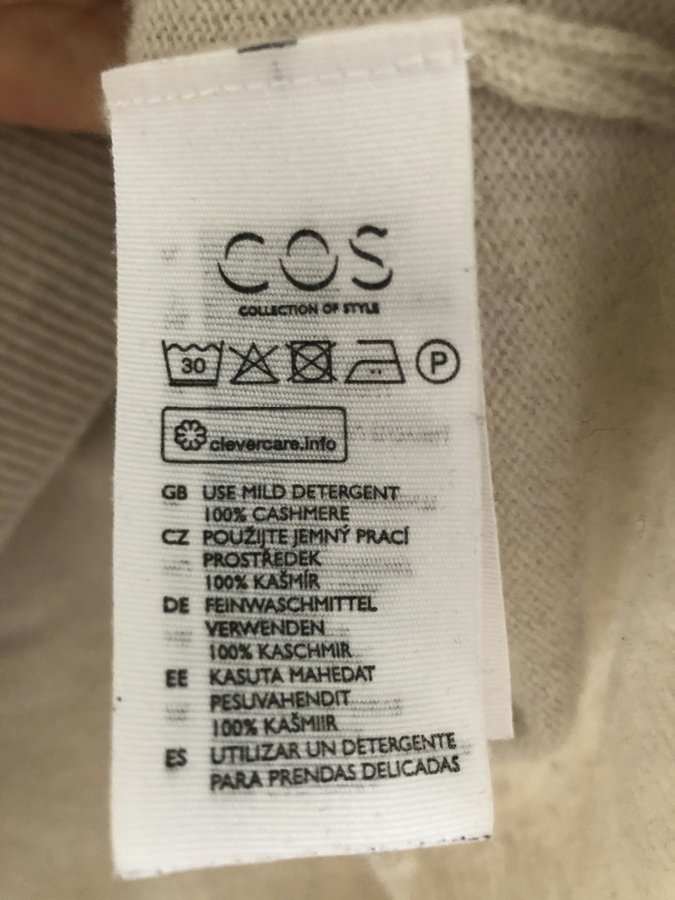 COS
COLLECTION OF STYLE
30 P
clevercare.info
GB USE MILD DETERGENT
100% CASHMERE
CZ POUŽIJTE JEMNÝ PRACÍ
PROSTŘEDEK
100% KAŠMÍR
DE FEINWASCHMITTEL
VERWENDEN
100% KASCHMIR
EE KASUTA MAHEDAT
PESUVAHENDIT
100% KAŠMIIR
ES UTILIZAR UN DETERGENTE
PARA PRENDAS DELICADAS